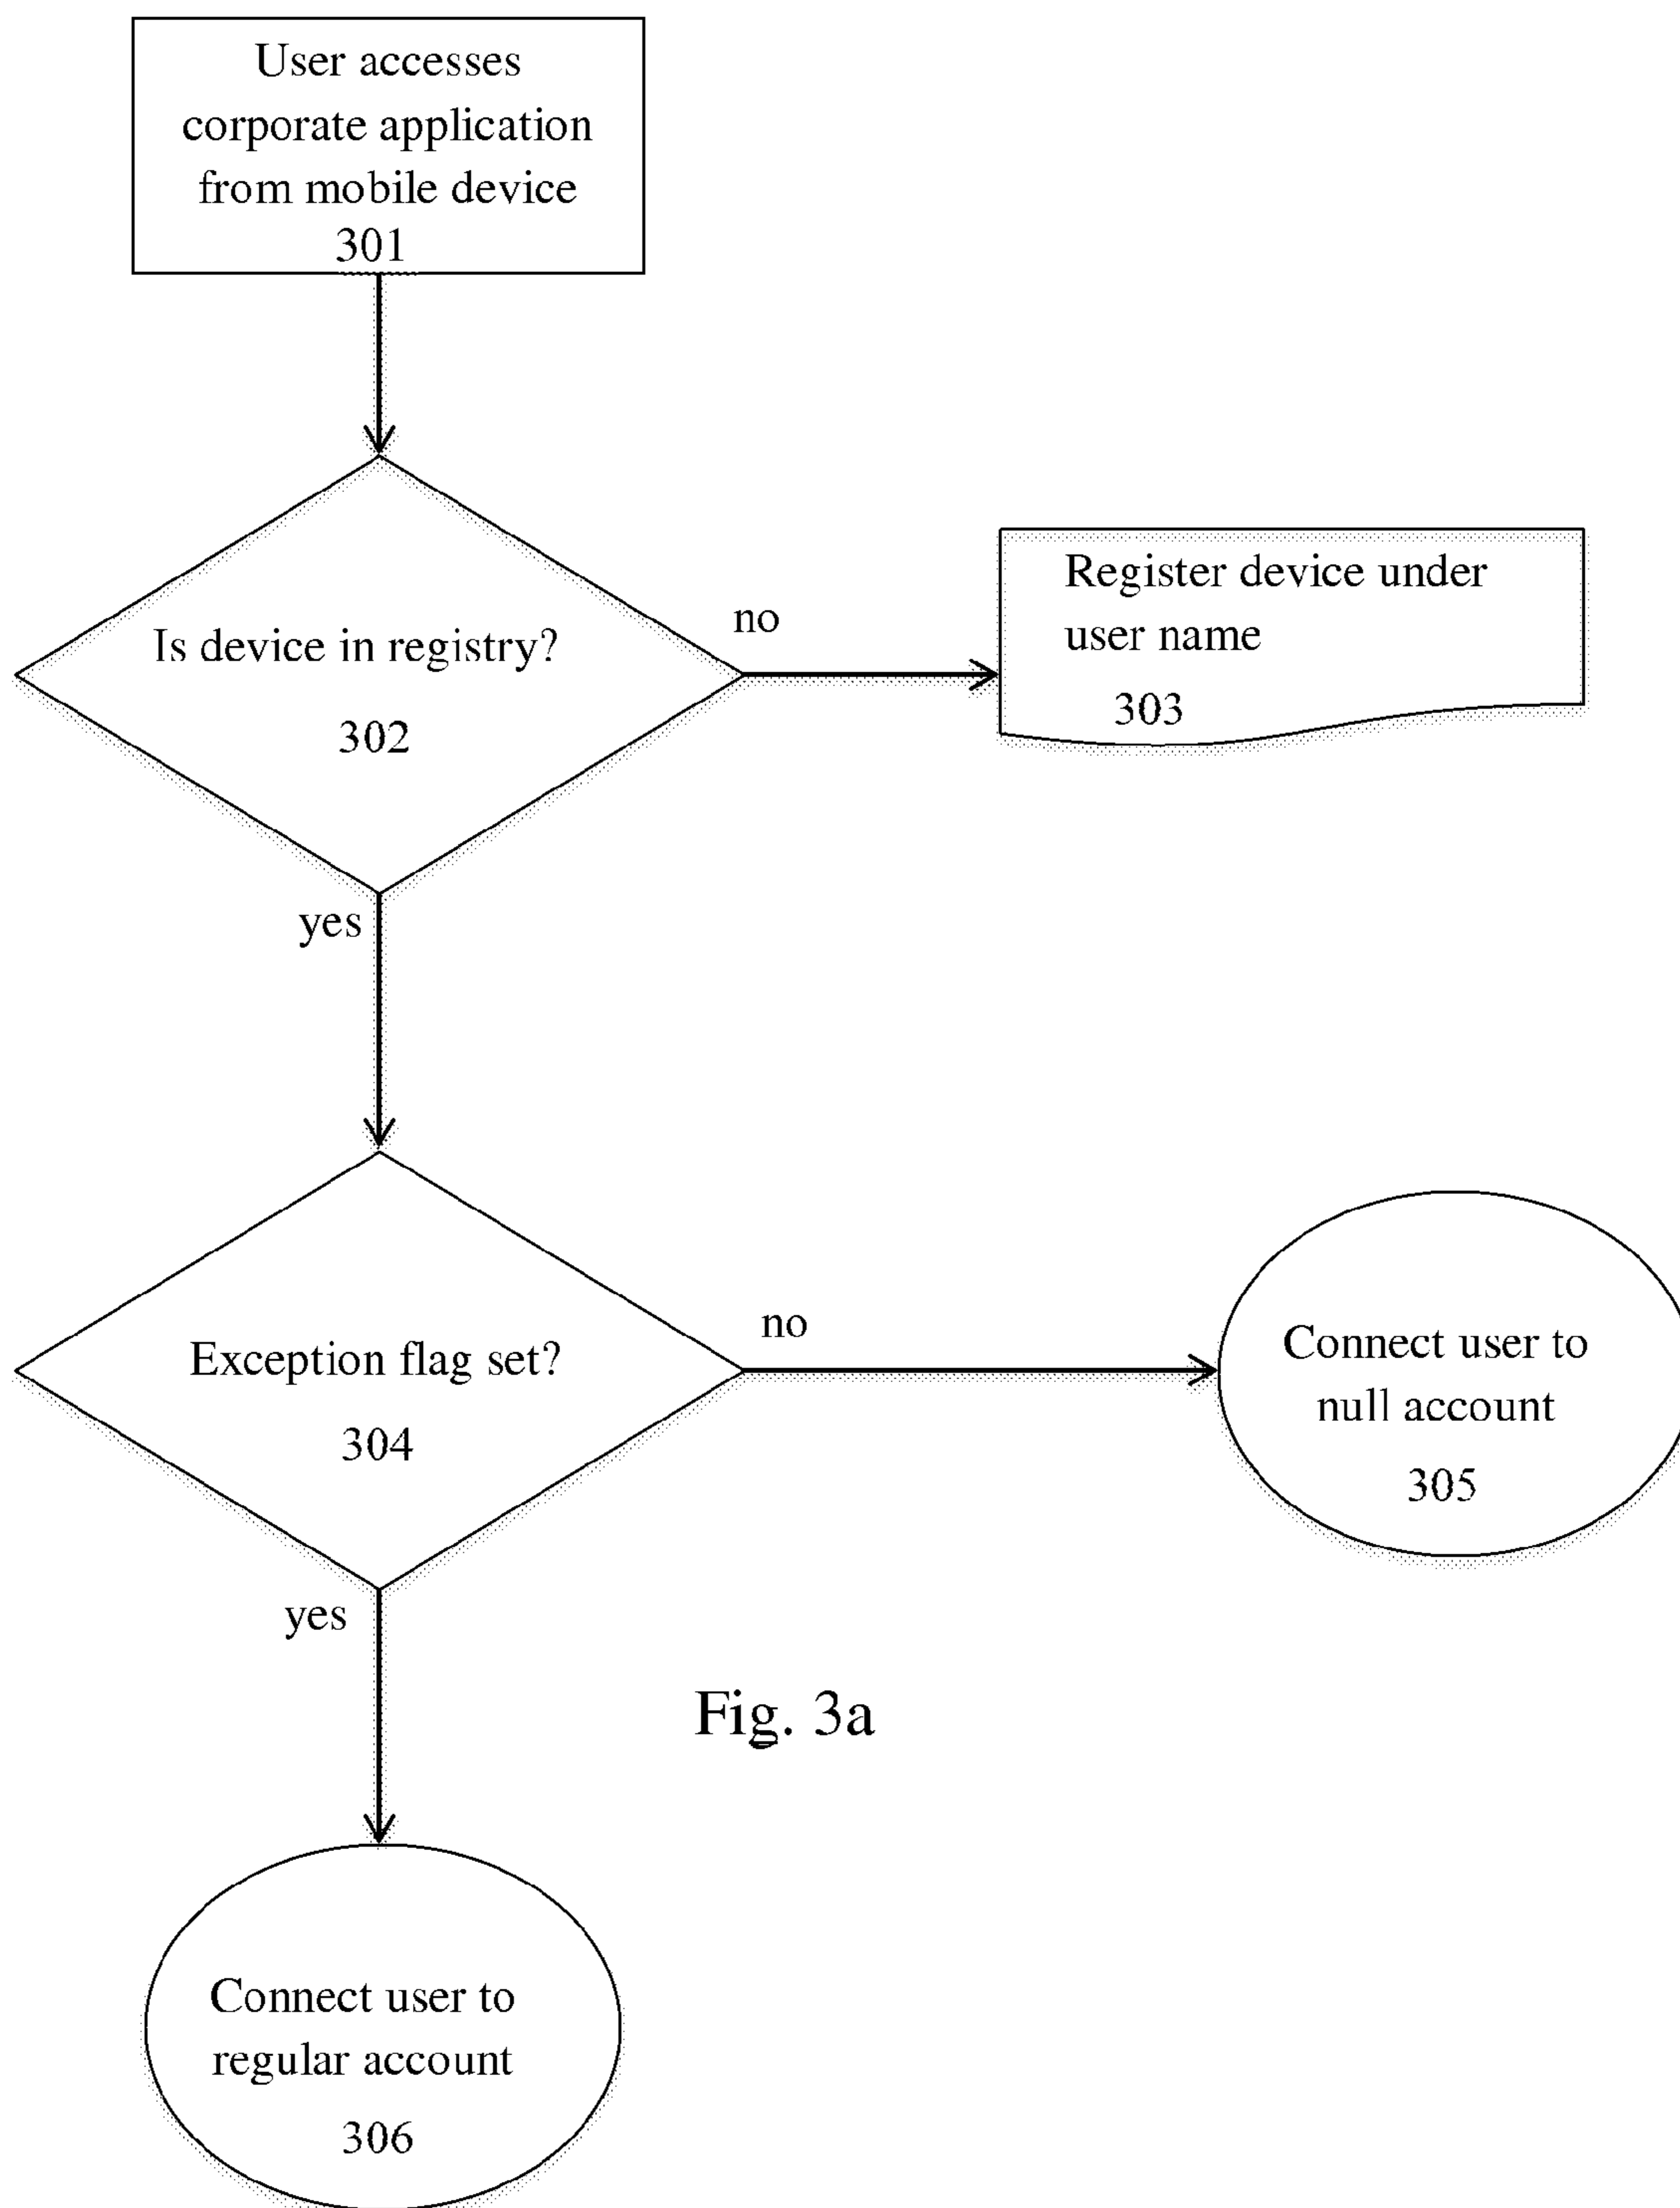 User accesses
corporate application
from mobile device
301
Is device in registry?
302
no
Register device under
user name
303
yes
Exception flag set?
304
no
Connect user to
null account
305
yes
Fig. 3a
Connect user to
regular account
306